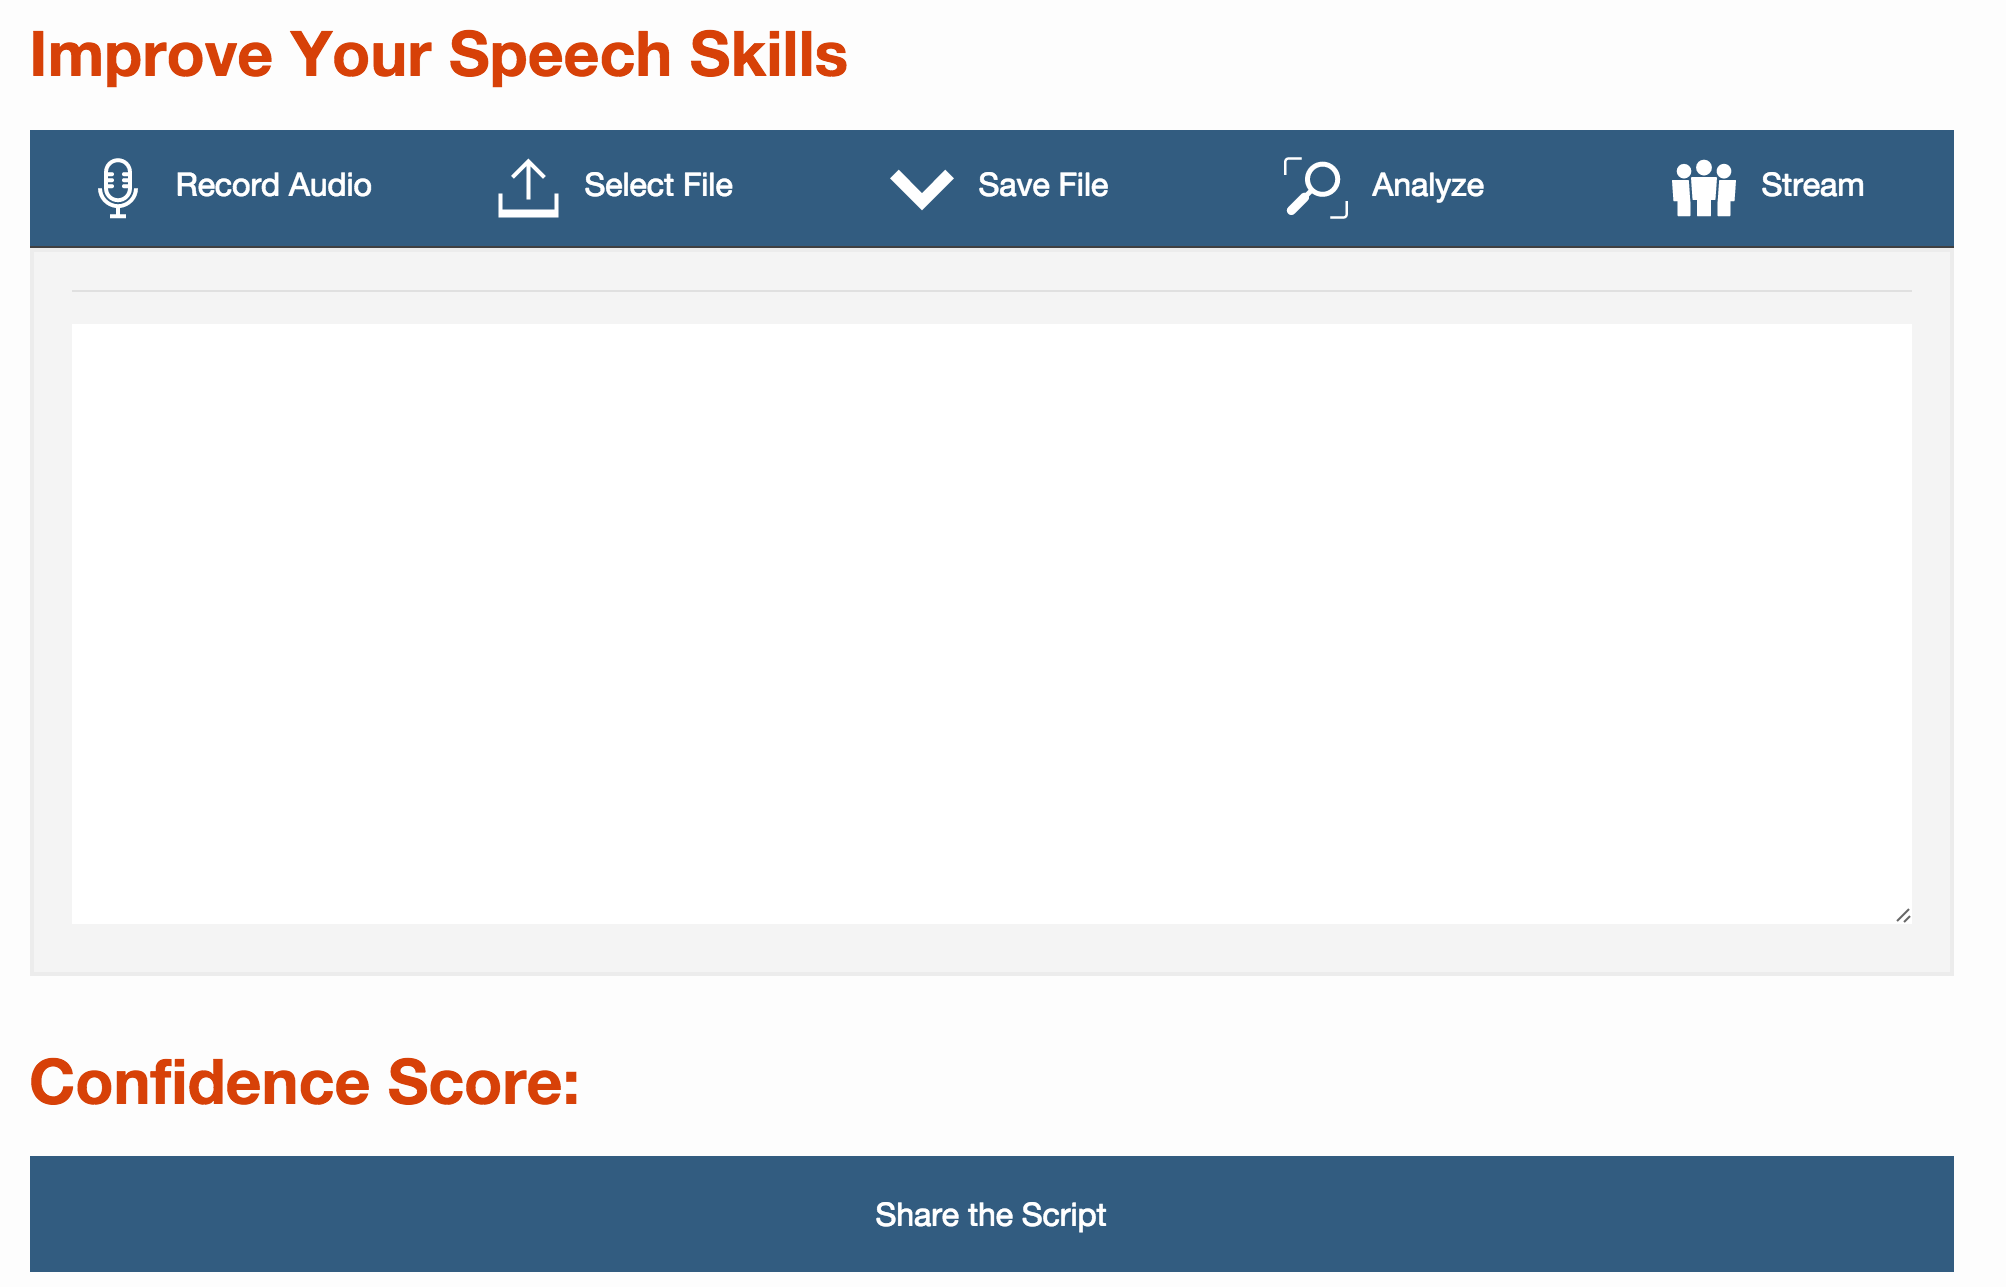 Improve Your Speech Skills
Record Audio Select File Save File Analyze Stream
Confidence Score:
Share the Script